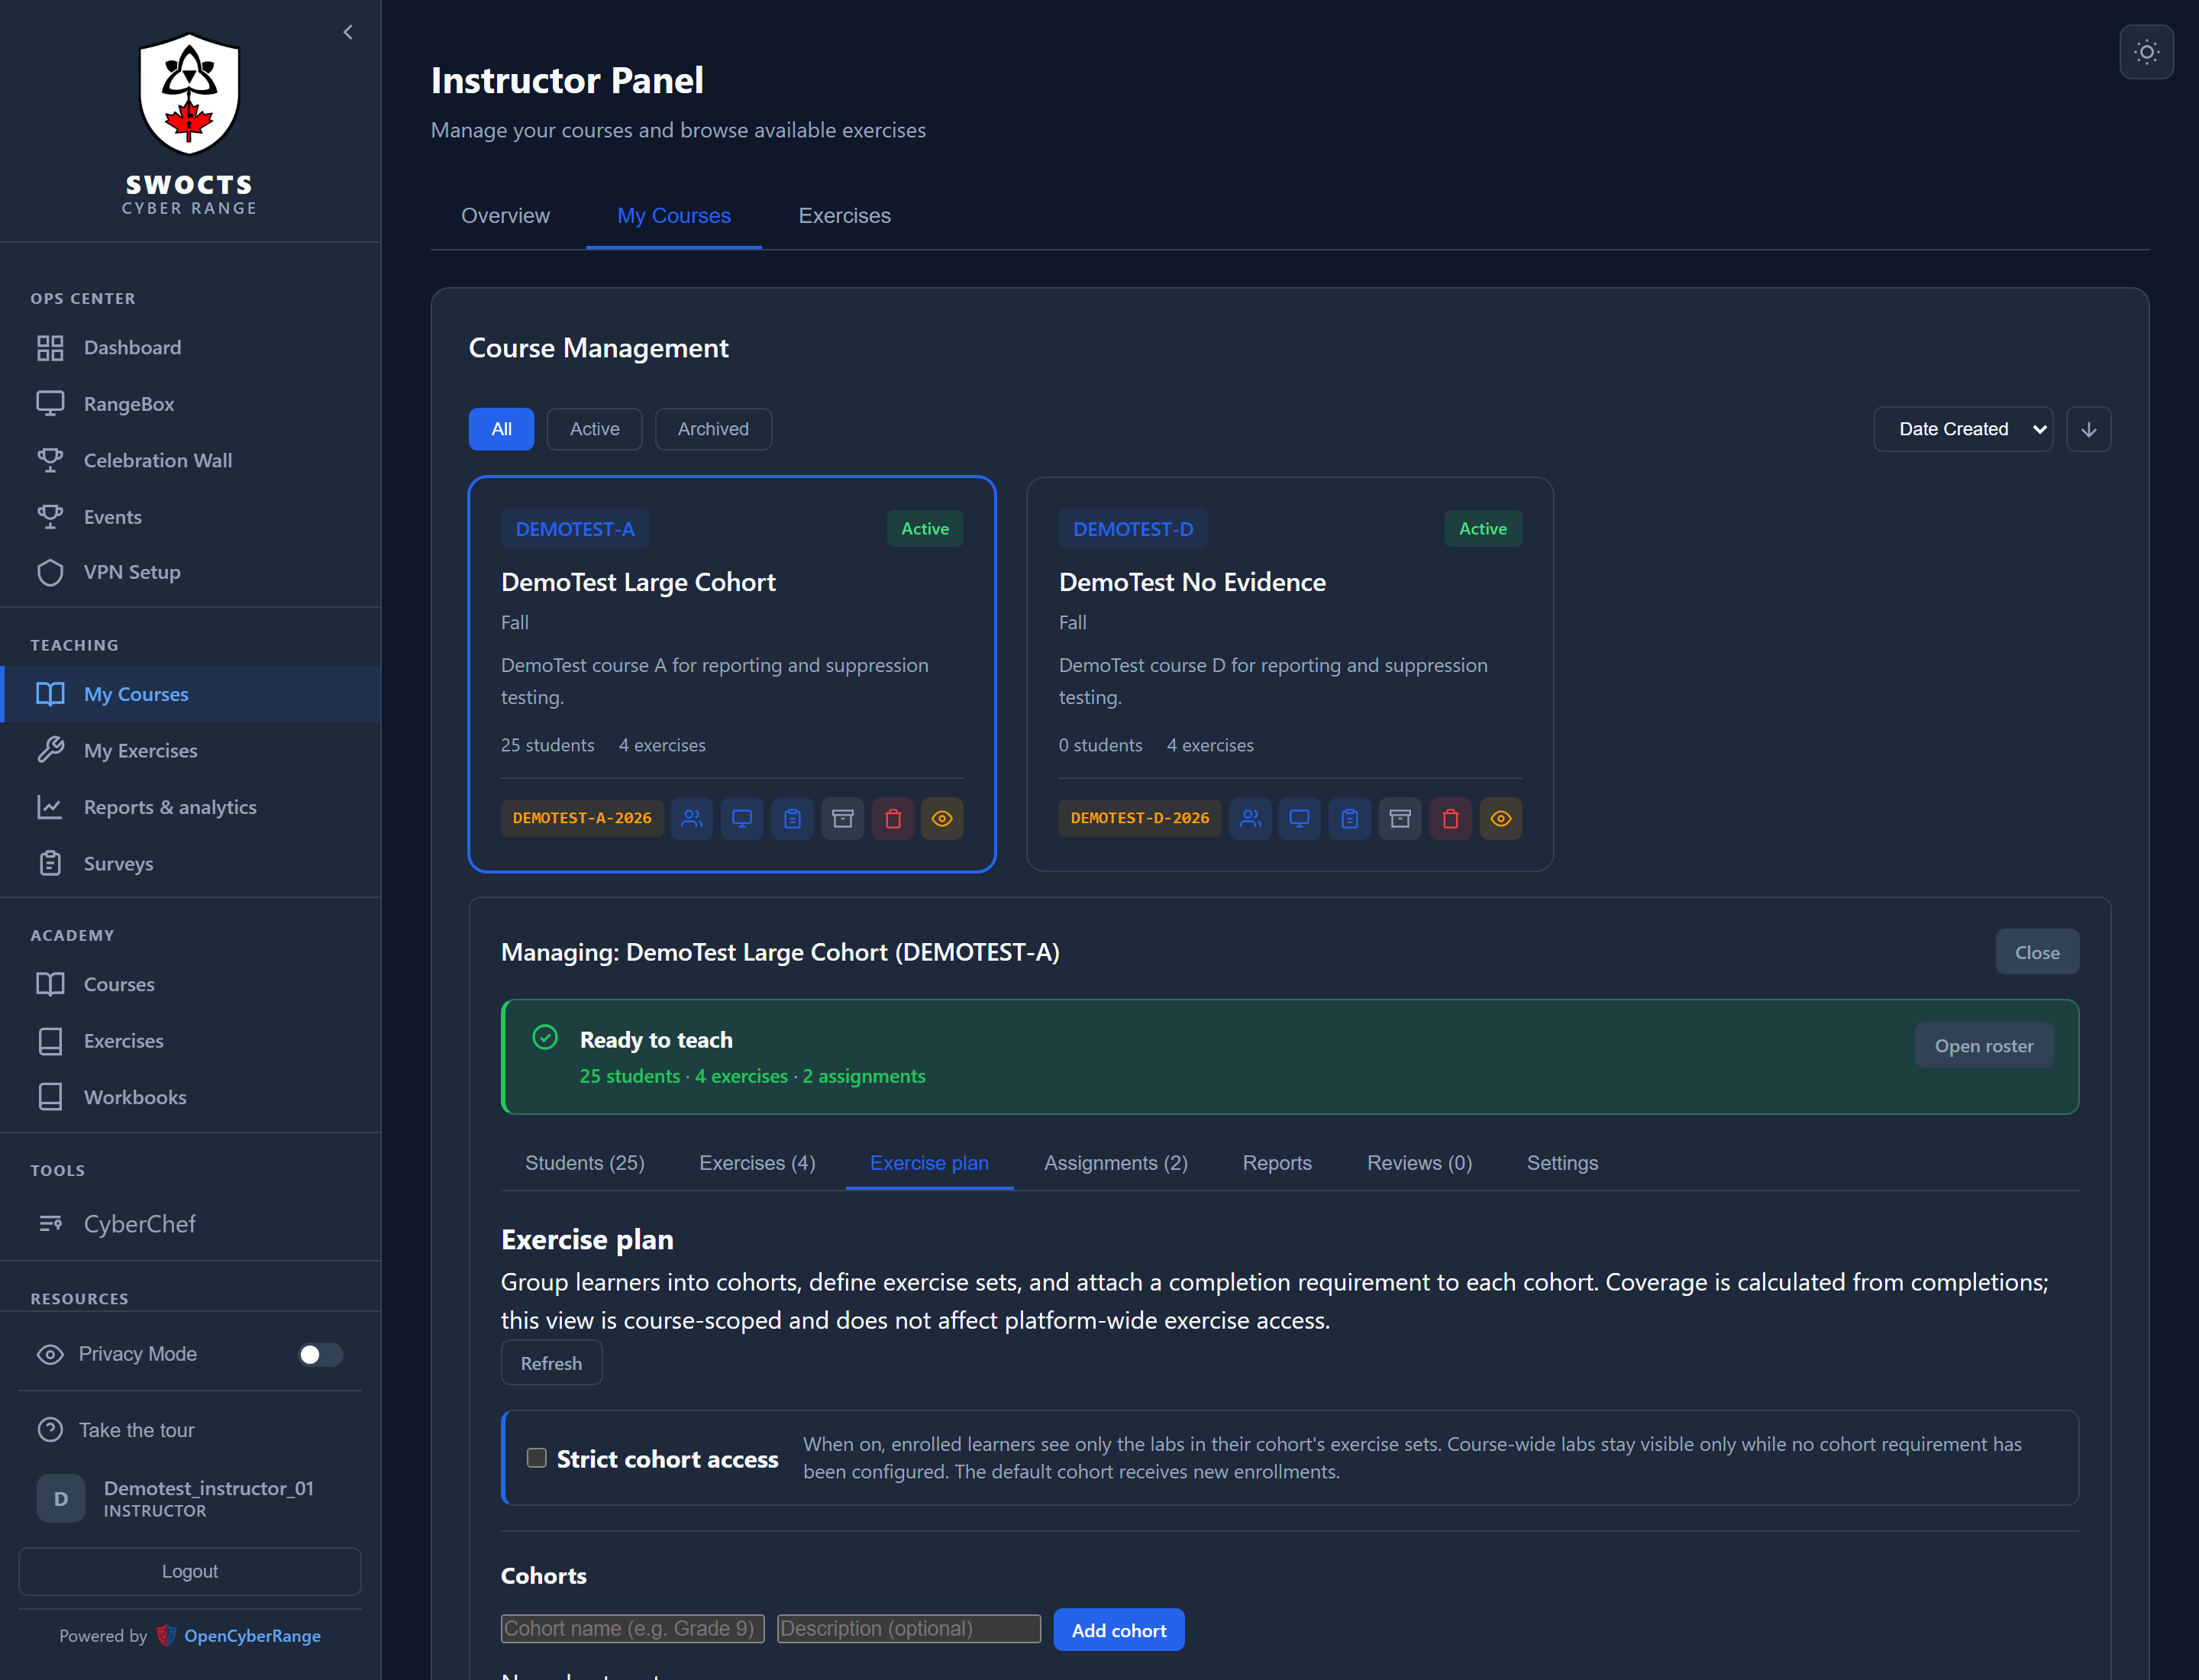 SWOCTS
CYBER RANGE
OPS CENTER
Dashboard
RangeBox
Celebration Wall
Events
VPN Setup
TEACHING
My Courses
My Exercises
Reports & analytics
Surveys
ACADEMY
Courses
Exercises
Workbooks
TOOLS
CyberChef
RESOURCES
Privacy Mode
Take the tour
D
Demotest_instructor_01
INSTRUCTOR
Logout
Powered by OpenCyberRange
Instructor Panel
Manage your courses and browse available exercises
Overview My Courses Exercises
Course Management
All Active Archived Date Created
DEMOTEST-A Active
DemoTest Large Cohort
Fall
DemoTest course A for reporting and suppression
testing.
25 students 4 exercises
DEMOTEST-A-2026
DEMOTEST-D Active
DemoTest No Evidence
Fall
DemoTest course D for reporting and suppression
testing.
0 students 4 exercises
DEMOTEST-D-2026
Managing: DemoTest Large Cohort (DEMOTEST-A) Close
Ready to teach
25 students · 4 exercises · 2 assignments
Open roster
Students (25) Exercises (4) Exercise plan Assignments (2) Reports Reviews (0) Settings
Exercise plan
Group learners into cohorts, define exercise sets, and attach a completion requirement to each cohort. Coverage is calculated from completions;
this view is course-scoped and does not affect platform-wide exercise access.
Refresh
Strict cohort access
When on, enrolled learners see only the labs in their cohort's exercise sets. Course-wide labs stay visible only while no cohort requirement has
been configured. The default cohort receives new enrollments.
Cohorts
Cohort name (e.g. Grade 9) Description (optional) Add cohort